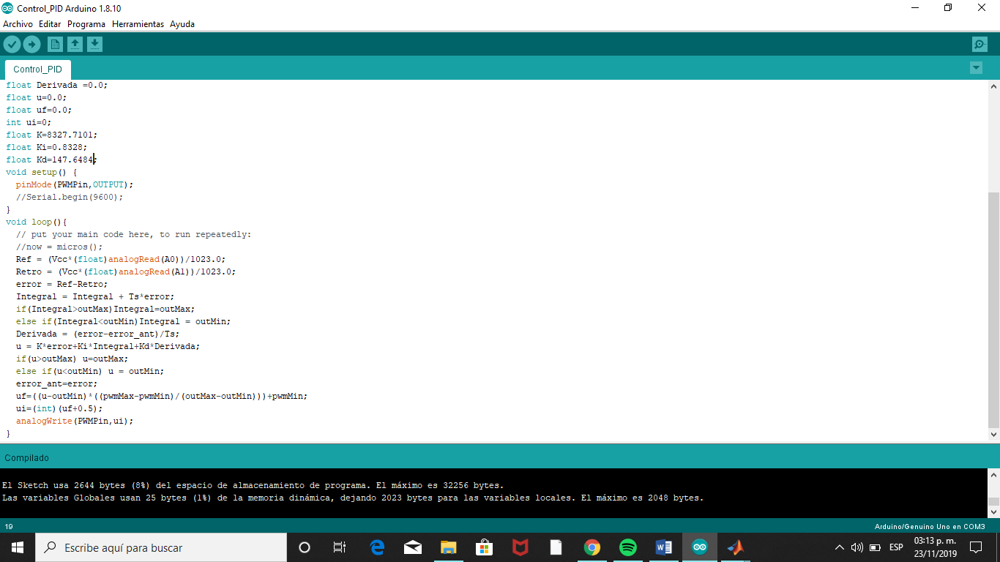 Control_PID Arduino 1.8.10
Archivo Editar Programa Herramientas Ayuda
Control_PID
float Derivada =0.0;
float u=0.0;
float uf=0.0;
int ui=0;
float K=8327.7101;
float Ki=0.8328;
float Kd=147.6484;
void setup() {
  pinMode(PWMPin,OUTPUT);
  //Serial.begin(9600);
}
void loop(){
  // put your main code here, to run repeatedly:
  //now = micros();
  Ref = (Vcc*(float)analogRead(A0))/1023.0;
  Retro = (Vcc*(float)analogRead(A1))/1023.0;
  error = Ref-Retro;
  Integral = Integral + Ts*error;
  if(Integral>outMax)Integral=outMax;
  else if(Integral<outMin)Integral = outMin;
  Derivada = (error-error_ant)/Ts;
  u = K*error+Ki*Integral+Kd*Derivada;
  if(u>outMax) u=outMax;
  else if(u<outMin) u = outMin;
  error_ant=error;
  uf=((u-outMin)*((pwmMax-pwmMin)/(outMax-outMin)))+pwmMin;
  ui=(int)(uf+0.5);
  analogWrite(PWMPin,ui);
}
Compilado
El Sketch usa 2644 bytes (8%) del espacio de almacenamiento de programa. El máximo es 32256 bytes.
Las variables Globales usan 25 bytes (1%) de la memoria dinámica, dejando 2023 bytes para las variables locales. El máximo es 2048 bytes.
19
Arduino/Genuino Uno en COM3
Escribe aquí para buscar
ESP
03:13 p. m.
23/11/2019